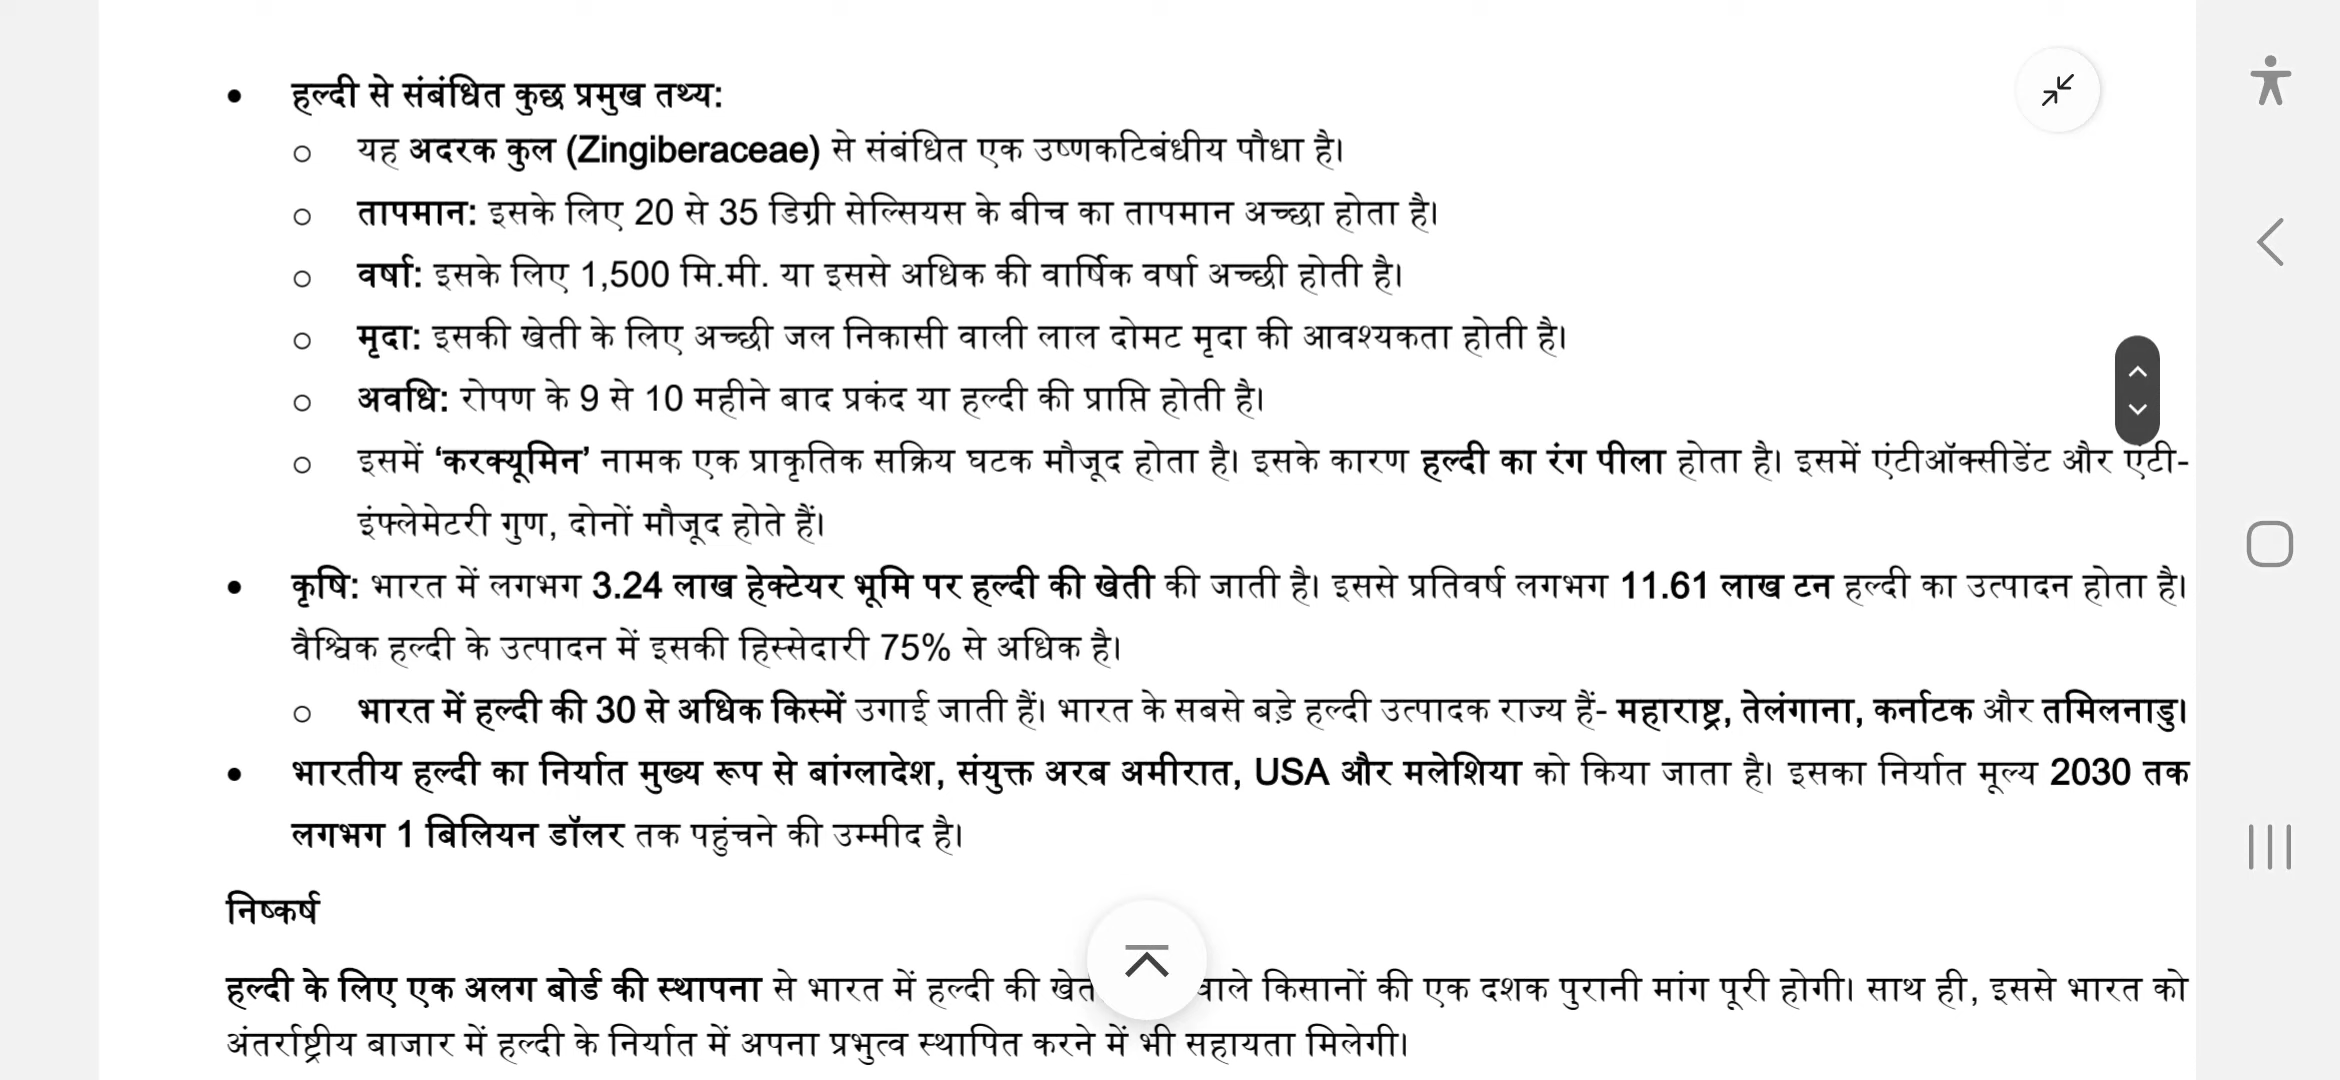 • हल्दी से संबंधित कुछ प्रमुख तथ्य:
○ यह अदरक कुल (Zingiberaceae) से संबंधित एक उष्णकटिबंधीय पौधा है।
○ तापमान: इसके लिए 20 से 35 डिग्री सेल्सियस के बीच का तापमान अच्छा होता है।
○ वर्षा: इसके लिए 1,500 मि.मी. या इससे अधिक की वार्षिक वर्षा अच्छी होती है।
○ मृदा: इसकी खेती के लिए अच्छी जल निकासी वाली लाल दोमट मृदा की आवश्यकता होती है।
○ अवधि: रोपण के 9 से 10 महीने बाद प्रकंद या हल्दी की प्राप्ति होती है।
○ इसमें ‘करक्यूमिन’ नामक एक प्राकृतिक सक्रिय घटक मौजूद होता है। इसके कारण हल्दी का रंग पीला होता है। इसमें एंटीऑक्सीडेंट और एंटी-
इंफ्लेमेटरी गुण, दोनों मौजूद होते हैं।
• कृषि: भारत में लगभग 3.24 लाख हेक्टेयर भूमि पर हल्दी की खेती की जाती है। इससे प्रतिवर्ष लगभग 11.61 लाख टन हल्दी का उत्पादन होता है।
वैश्विक हल्दी के उत्पादन में इसकी हिस्सेदारी 75% से अधिक है।
○ भारत में हल्दी की 30 से अधिक किस्में उगाई जाती हैं। भारत के सबसे बड़े हल्दी उत्पादक राज्य हैं- महाराष्ट्र, तेलंगाना, कर्नाटक और तमिलनाडु।
• भारतीय हल्दी का निर्यात मुख्य रूप से बांग्लादेश, संयुक्त अरब अमीरात, USA और मलेशिया को किया जाता है। इसका निर्यात मूल्य 2030 तक
लगभग 1 बिलियन डॉलर तक पहुंचने की उम्मीद है।
निष्कर्ष
हल्दी के लिए एक अलग बोर्ड की स्थापना से भारत में हल्दी की वाले किसानों की एक दशक पुरानी मांग पूरी होगी। साथ ही, इससे भारत को
अंतर्राष्ट्रीय बाजार में हल्दी के निर्यात में अपना प्रभुत्व स्थापित करने में भी सहायता मिलेगी।